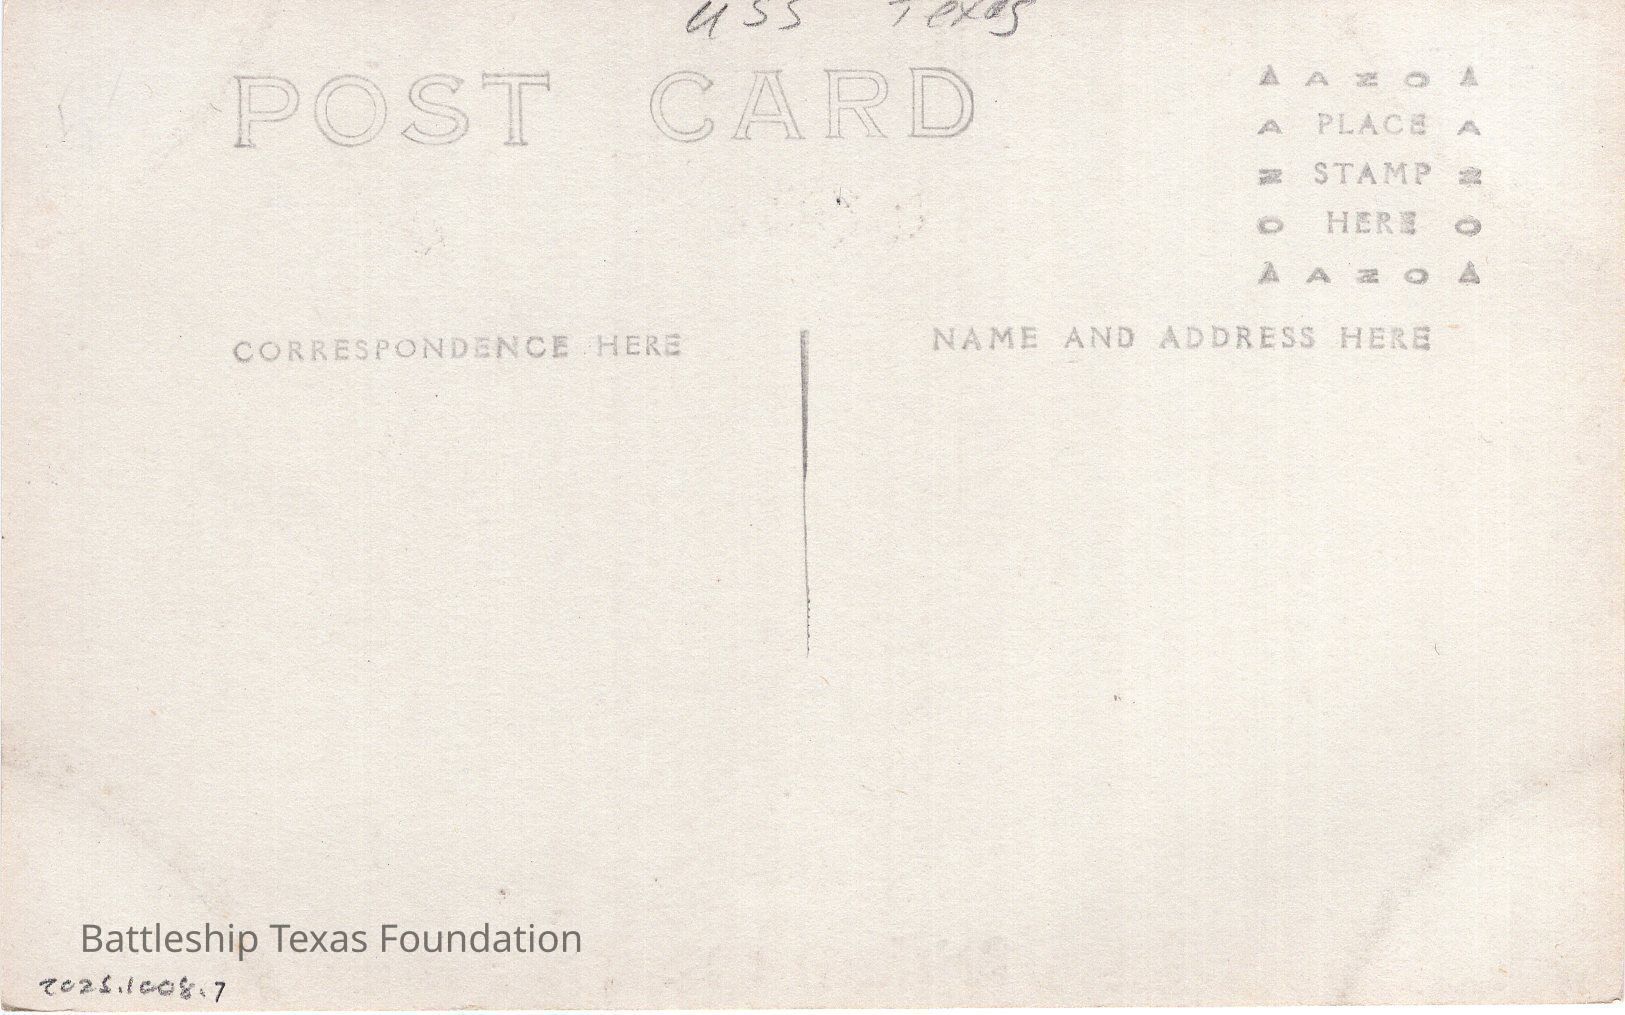 USS Texas
POST CARD
AZO
A PLACE A
Z STAMP Z
O HERE O
AZO
CORRESPONDENCE HERE
NAME AND ADDRESS HERE
Battleship Texas Foundation
2025.1008.7